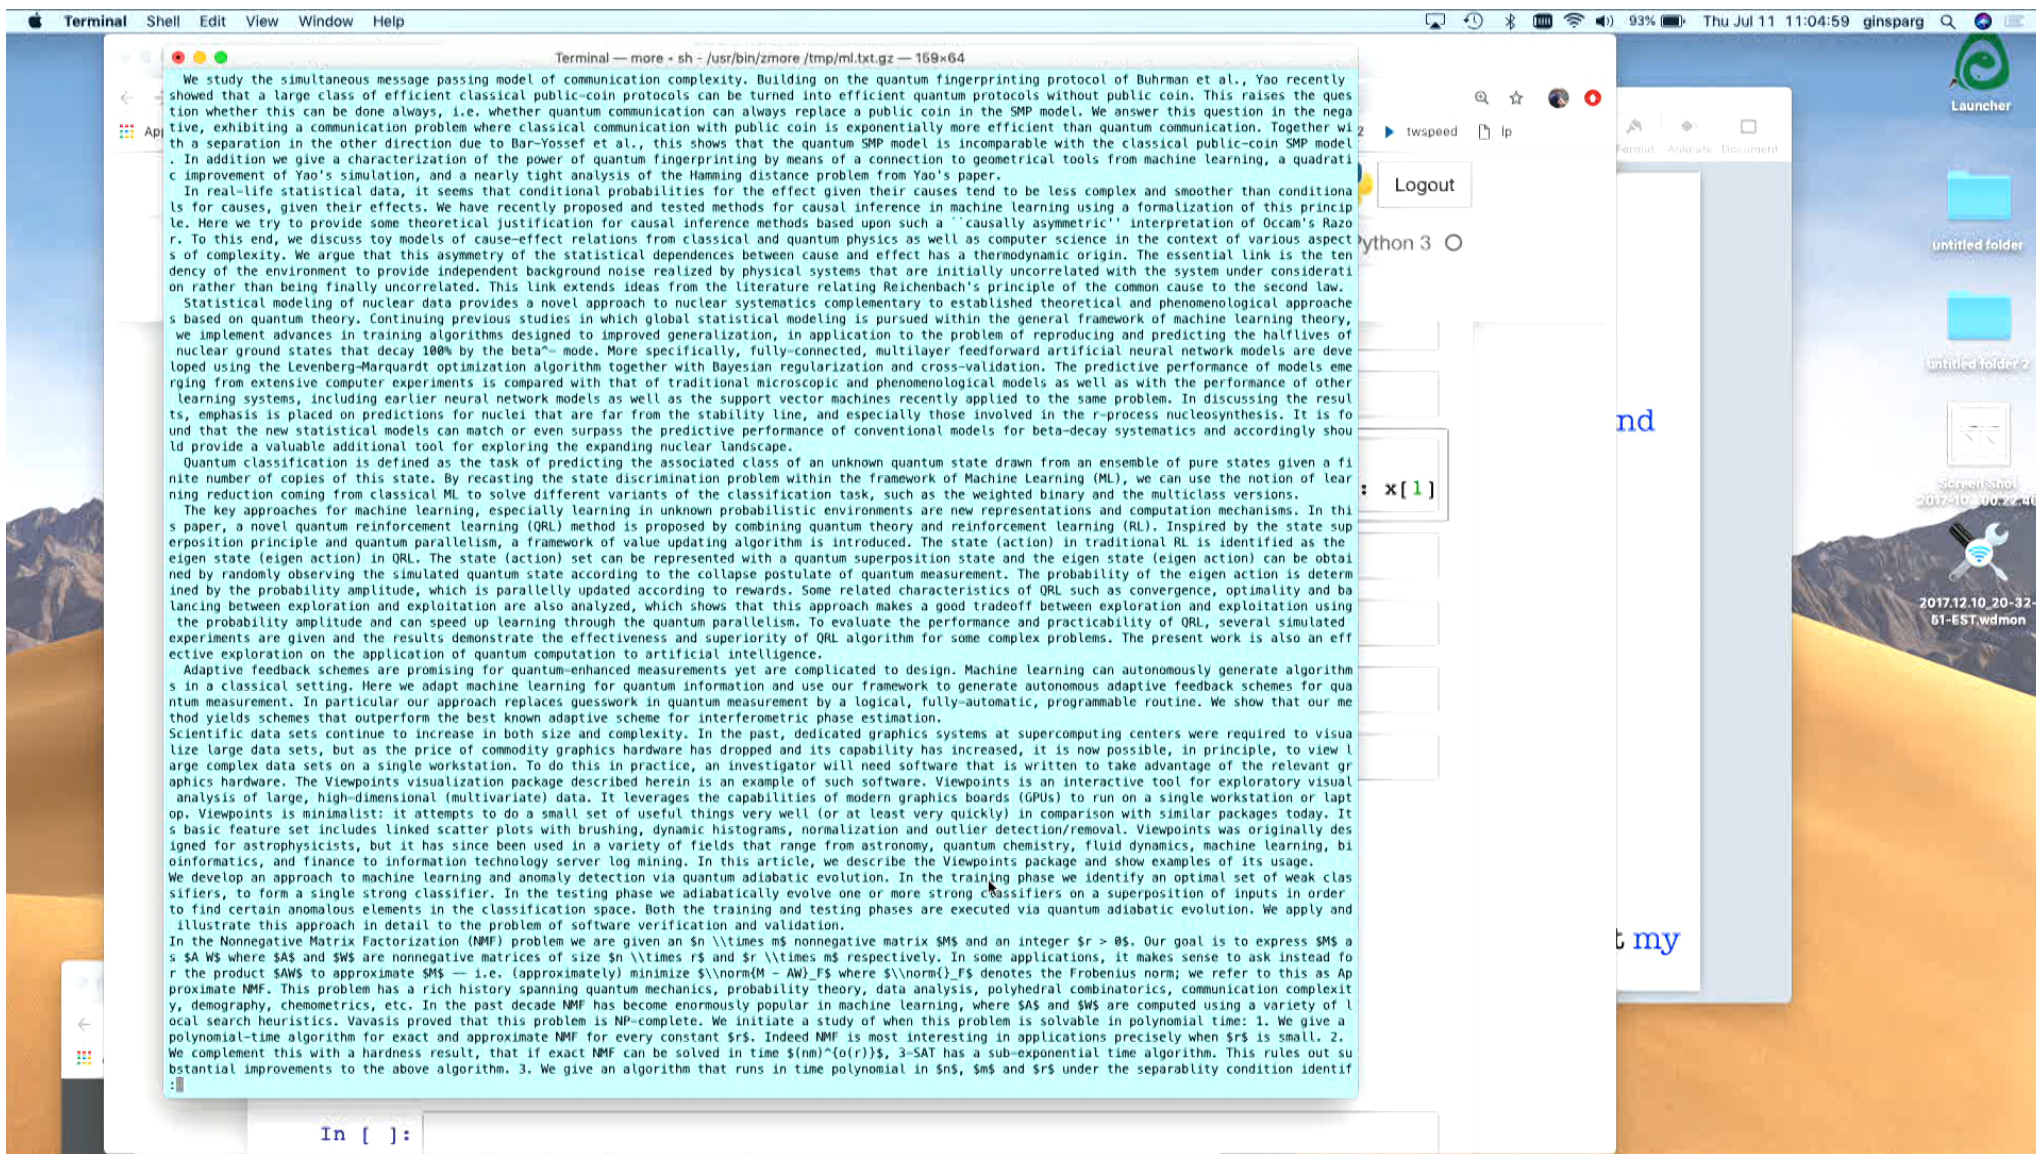 Terminal Shell Edit View Window Help 93% Thu Jul 11 11:04:59 ginsparg
Terminal — more - sh - /usr/bin/zmore /tmp/ml.txt.gz — 159×64
We study the simultaneous message passing model of communication complexity. Building on the quantum fingerprinting protocol of Buhrman et al., Yao recently
showed that a large class of efficient classical public-coin protocols can be turned into efficient quantum protocols without public coin. This raises the ques
tion whether this can be done always, i.e. whether quantum communication can always replace a public coin in the SMP model. We answer this question in the nega
tive, exhibiting a communication problem where classical communication with public coin is exponentially more efficient than quantum communication. Together wi
th a separation in the other direction due to Bar-Yossef et al., this shows that the quantum SMP model is incomparable with the classical public-coin SMP model
. In addition we give a characterization of the power of quantum fingerprinting by means of a connection to geometrical tools from machine learning, a quadrati
c improvement of Yao's simulation, and a nearly tight analysis of the Hamming distance problem from Yao's paper.
In real-life statistical data, it seems that conditional probabilities for the effect given their causes tend to be less complex and smoother than conditiona
ls for causes, given their effects. We have recently proposed and tested methods for causal inference in machine learning using a formalization of this princip
le. Here we try to provide some theoretical justification for causal inference methods based upon such a ``causally asymmetric'' interpretation of Occam's Razo
r. To this end, we discuss toy models of cause-effect relations from classical and quantum physics as well as computer science in the context of various aspect
s of complexity. We argue that this asymmetry of the statistical dependences between cause and effect has a thermodynamic origin. The essential link is the ten
dency of the environment to provide independent background noise realized by physical systems that are initially uncorrelated with the system under considerati
on rather than being finally uncorrelated. This link extends ideas from the literature relating Reichenbach's principle of the common cause to the second law.
Statistical modeling of nuclear data provides a novel approach to nuclear systematics complementary to established theoretical and phenomenological approache
s based on quantum theory. Continuing previous studies in which global statistical modeling is pursued within the general framework of machine learning theory,
we implement advances in training algorithms designed to improved generalization, in application to the problem of reproducing and predicting the halflives of
nuclear ground states that decay 100% by the beta^- mode. More specifically, fully-connected, multilayer feedforward artificial neural network models are deve
loped using the Levenberg-Marquardt optimization algorithm together with Bayesian regularization and cross-validation. The predictive performance of models eme
rging from extensive computer experiments is compared with that of traditional microscopic and phenomenological models as well as with the performance of other
learning systems, including earlier neural network models as well as the support vector machines recently applied to the same problem. In discussing the resul
ts, emphasis is placed on predictions for nuclei that are far from the stability line, and especially those involved in the r-process nucleosynthesis. It is fo
und that the new statistical models can match or even surpass the predictive performance of conventional models for beta-decay systematics and accordingly shou
ld provide a valuable additional tool for exploring the expanding nuclear landscape.
Quantum classification is defined as the task of predicting the associated class of an unknown quantum state drawn from an ensemble of pure states given a fi
nite number of copies of this state. By recasting the state discrimination problem within the framework of Machine Learning (ML), we can use the notion of lear
ning reduction coming from classical ML to solve different variants of the classification task, such as the weighted binary and the multiclass versions.
The key approaches for machine learning, especially learning in unknown probabilistic environments are new representations and computation mechanisms. In thi
s paper, a novel quantum reinforcement learning (QRL) method is proposed by combining quantum theory and reinforcement learning (RL). Inspired by the state sup
erposition principle and quantum parallelism, a framework of value updating algorithm is introduced. The state (action) in traditional RL is identified as the
eigen state (eigen action) in QRL. The state (action) set can be represented with a quantum superposition state and the eigen state (eigen action) can be obtai
ned by randomly observing the simulated quantum state according to the collapse postulate of quantum measurement. The probability of the eigen action is determ
ined by the probability amplitude, which is parallelly updated according to rewards. Some related characteristics of QRL such as convergence, optimality and ba
lancing between exploration and exploitation are also analyzed, which shows that this approach makes a good tradeoff between exploration and exploitation using
the probability amplitude and can speed up learning through the quantum parallelism. To evaluate the performance and practicability of QRL, several simulated
experiments are given and the results demonstrate the effectiveness and superiority of QRL algorithm for some complex problems. The present work is also an eff
ective exploration on the application of quantum computation to artificial intelligence.
Adaptive feedback schemes are promising for quantum-enhanced measurements yet are complicated to design. Machine learning can autonomously generate algorithm
s in a classical setting. Here we adapt machine learning for quantum information and use our framework to generate autonomous adaptive feedback schemes for qua
ntum measurement. In particular our approach replaces guesswork in quantum measurement by a logical, fully-automatic, programmable routine. We show that our me
thod yields schemes that outperform the best known adaptive scheme for interferometric phase estimation.
Scientific data sets continue to increase in both size and complexity. In the past, dedicated graphics systems at supercomputing centers were required to visua
lize large data sets, but as the price of commodity graphics hardware has dropped and its capability has increased, it is now possible, in principle, to view l
arge complex data sets on a single workstation. To do this in practice, an investigator will need software that is written to take advantage of the relevant gr
aphics hardware. The Viewpoints visualization package described herein is an example of such software. Viewpoints is an interactive tool for exploratory visual
analysis of large, high-dimensional (multivariate) data. It leverages the capabilities of modern graphics boards (GPUs) to run on a single workstation or lapt
op. Viewpoints is minimalist: it attempts to do a small set of useful things very well (or at least very quickly) in comparison with similar packages today. It
s basic feature set includes linked scatter plots with brushing, dynamic histograms, normalization and outlier detection/removal. Viewpoints was originally des
igned for astrophysicists, but it has since been used in a variety of fields that range from astronomy, quantum chemistry, fluid dynamics, machine learning, bi
oinformatics, and finance to information technology server log mining. In this article, we describe the Viewpoints package and show examples of its usage.
We develop an approach to machine learning and anomaly detection via quantum adiabatic evolution. In the training phase we identify an optimal set of weak clas
sifiers, to form a single strong classifier. In the testing phase we adiabatically evolve one or more strong classifiers on a superposition of inputs in order
to find certain anomalous elements in the classification space. Both the training and testing phases are executed via quantum adiabatic evolution. We apply and
illustrate this approach in detail to the problem of software verification and validation.
In the Nonnegative Matrix Factorization (NMF) problem we are given an $n \\times m$ nonnegative matrix $M$ and an integer $r > 0$. Our goal is to express $M$ a
s $A W$ where $A$ and $W$ are nonnegative matrices of size $n \\times r$ and $r \\times m$ respectively. In some applications, it makes sense to ask instead fo
r the product $AW$ to approximate $M$ -- i.e. (approximately) minimize $\\norm{M - AW}_F$ where $\\norm{}_F$ denotes the Frobenius norm; we refer to this as Ap
proximate NMF. This problem has a rich history spanning quantum mechanics, probability theory, data analysis, polyhedral combinatorics, communication complexit
y, demography, chemometrics, etc. In the past decade NMF has become enormously popular in machine learning, where $A$ and $W$ are computed using a variety of l
ocal search heuristics. Vavasis proved that this problem is NP-complete. We initiate a study of when this problem is solvable in polynomial time: 1. We give a
polynomial-time algorithm for exact and approximate NMF for every constant $r$. Indeed NMF is most interesting in applications precisely when $r$ is small. 2.
We complement this with a hardness result, that if exact NMF can be solved in time $(nm)^{o(r)}$, 3-SAT has a sub-exponential time algorithm. This rules out su
bstantial improvements to the above algorithm. 3. We give an algorithm that runs in time polynomial in $n$, $m$ and $r$ under the separablity condition identif
:
Ap
2 twspeed lp
Logout
ython 3
: x[1]
In [ ]:
Format Animate Document
nd
t my
Launcher
untitled folder
untitled folder 2
Screen Shot
2017-10
2017.12.10_20-32-
51-EST.wdmon